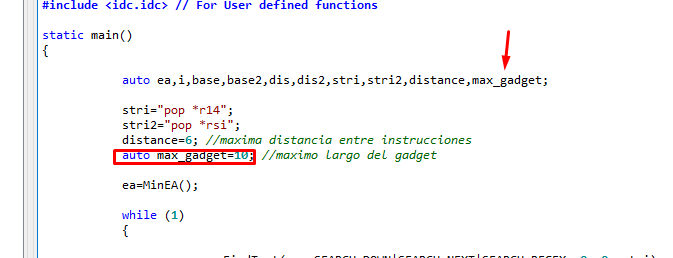 #include <idc.idc> // For User defined functions
static main()
{
auto ea,i,base,base2,dis,dis2,stri,stri2,distance,max_gadget;
stri="pop *r14";
stri2="pop *rsi";
distance=6; //maxima distancia entre instrucciones
auto max_gadget=10; //maximo largo del gadget
ea=MinEA();
while (1)
{